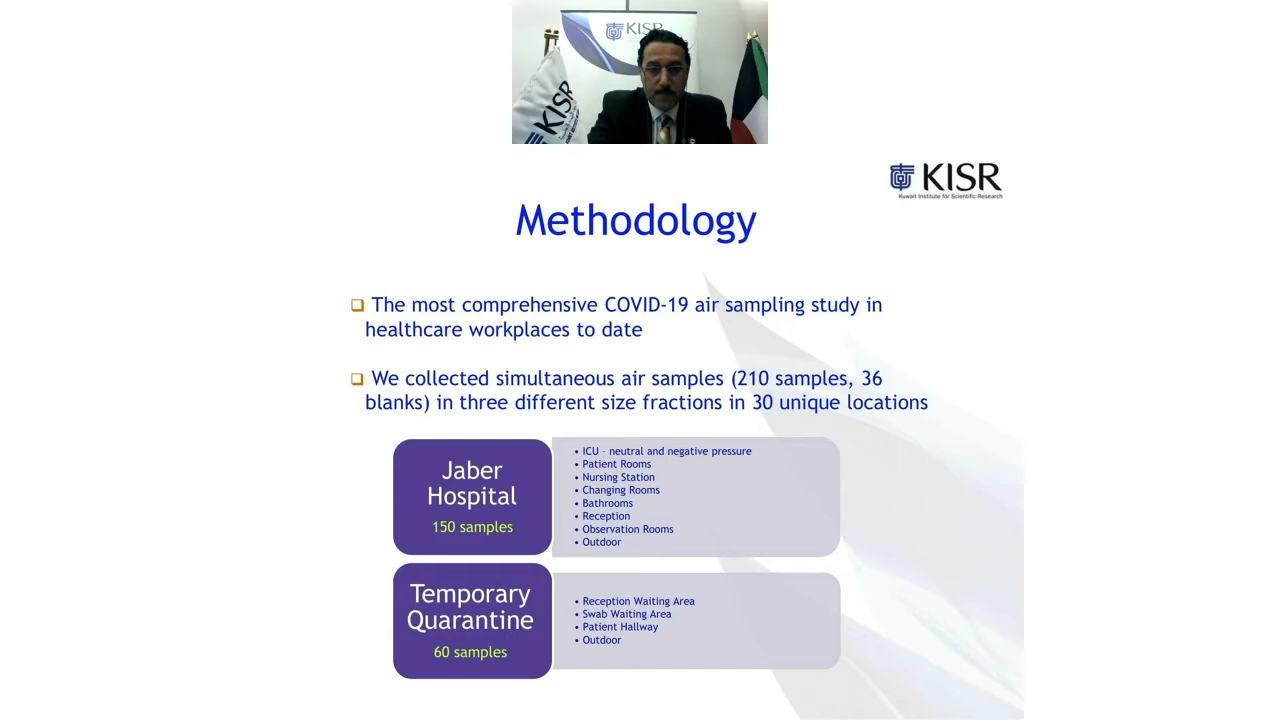 KISR
KISR
KISR
Kuwait Institute for Scientific Research
Methodology
❑ The most comprehensive COVID-19 air sampling study in
healthcare workplaces to date
❑ We collected simultaneous air samples (210 samples, 36
blanks) in three different size fractions in 30 unique locations
Jaber
Hospital
150 samples
• ICU - neutral and negative pressure
• Patient Rooms
• Nursing Station
• Changing Rooms
• Bathrooms
• Reception
• Observation Rooms
• Outdoor
Temporary
Quarantine
60 samples
• Reception Waiting Area
• Swab Waiting Area
• Patient Hallway
• Outdoor